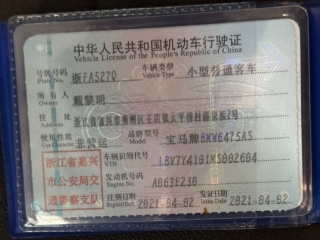 中华人民共和国机动车行驶证
Vehicle License of the People's Republic of China
号牌号码 浙FA527Q 车辆类型 小型普通客车
Plate No. Vehicle Type
所有人 戴黎明
Owner
住址
Address
使用性质 非营运 品牌型号 宝马牌BMW6475AS
Use Character Model
浙江省嘉兴 车辆识别代号
VIN
市公安局交 发动机号码 A063E230
Engine No.
通警察支队 注册日期 2021-04-02 发证日期 2021-04-02
Register Date Issue Date